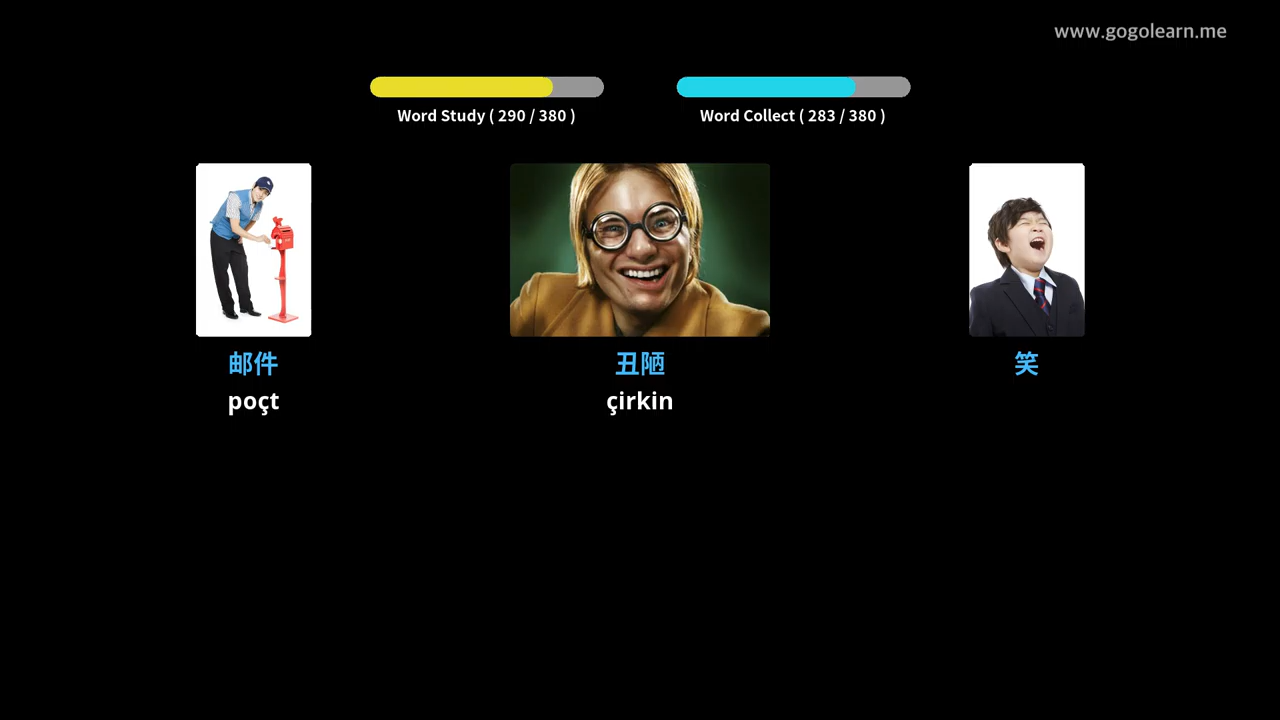 www.gogolearn.me
Word Study ( 290 / 380 )
Word Collect ( 283 / 380 )
邮件
丑陋
笑
poçt
çirkin